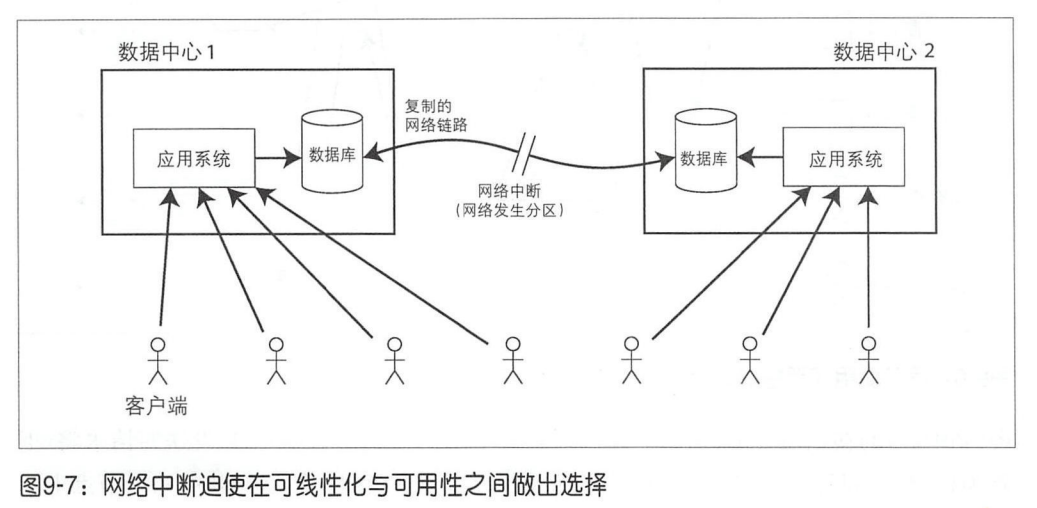 数据中心 1
数据中心 2
复制的
网络链路
应用系统
数据库
数据库
应用系统
网络中断
（网络发生分区）
客户端
图9-7：网络中断迫使在可线性化与可用性之间做出选择